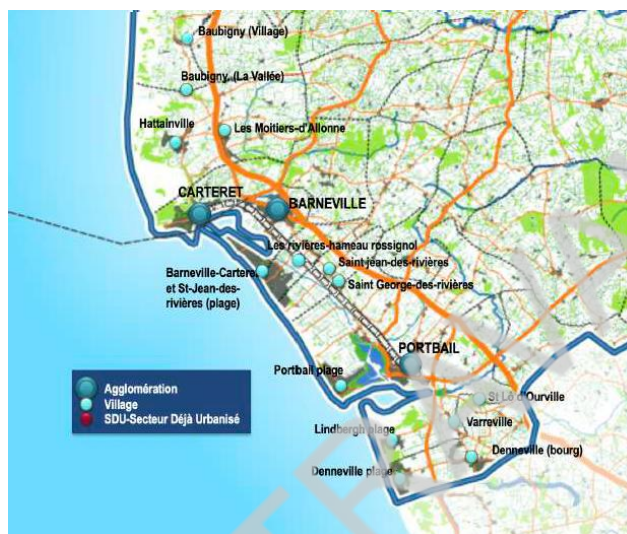 Baubigny (Village)
Baubigny (La Vallée)
Hattainville
Les Moitiers-d'Allonne
CARTERET
BARNEVILLE
Les rivières-hameau rossignol
Saint-jean-des-rivières
Barneville-Carteret
et St-Jean-des-
rivières (plage)
Saint George-des-rivières
PORTBAIL
Portbail plage
Agglomération
Village
SDU-Secteur Déjà Urbanisé
St Lô d'Ourville
Varreville
Lindbergh plage
Denneville (bourg)
Denneville plage